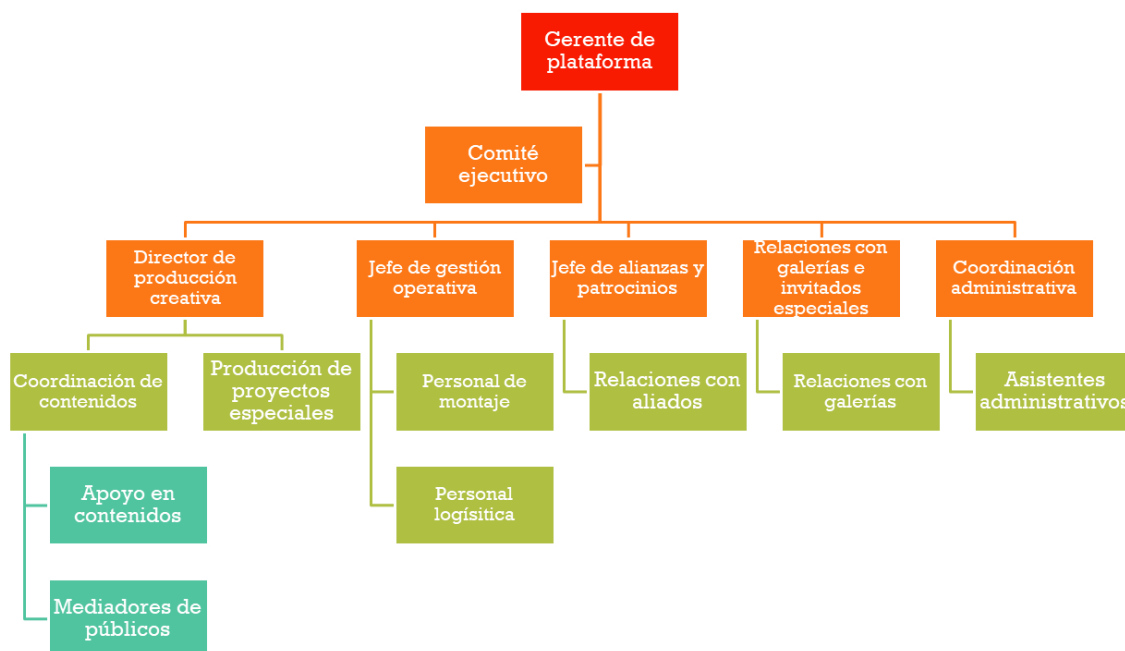 Gerente de
plataforma
Comité
ejecutivo
Director de
producción
creativa
Jefe de gestión
operativa
Jefe de alianzas y
patrocinios
Relaciones con
galerías e
invitados
especiales
Coordinación
administrativa
Coordinación de
contenidos
Producción de
proyectos
especiales
Personal de
montaje
Relaciones con
aliados
Relaciones con
galerías
Asistentes
administrativos
Apoyo en
contenidos
Personal
logísitica
Mediadores de
públicos